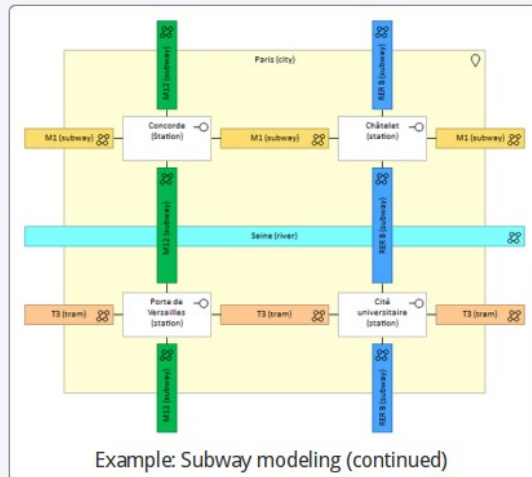 M12 (subway)
RER B (subway)
Paris (city)
Concorde
(Station)
Châtelet
(station)
M1 (subway)
M1 (subway)
M1 (subway)
M12 (subway)
RER B (subway)
Seine (river)
Porte de
Versailles
(station)
Cité
universitaire
(station)
T3 (tram)
T3 (tram)
T3 (tram)
M12 (subway)
RER B (subway)
Example: Subway modeling (continued)